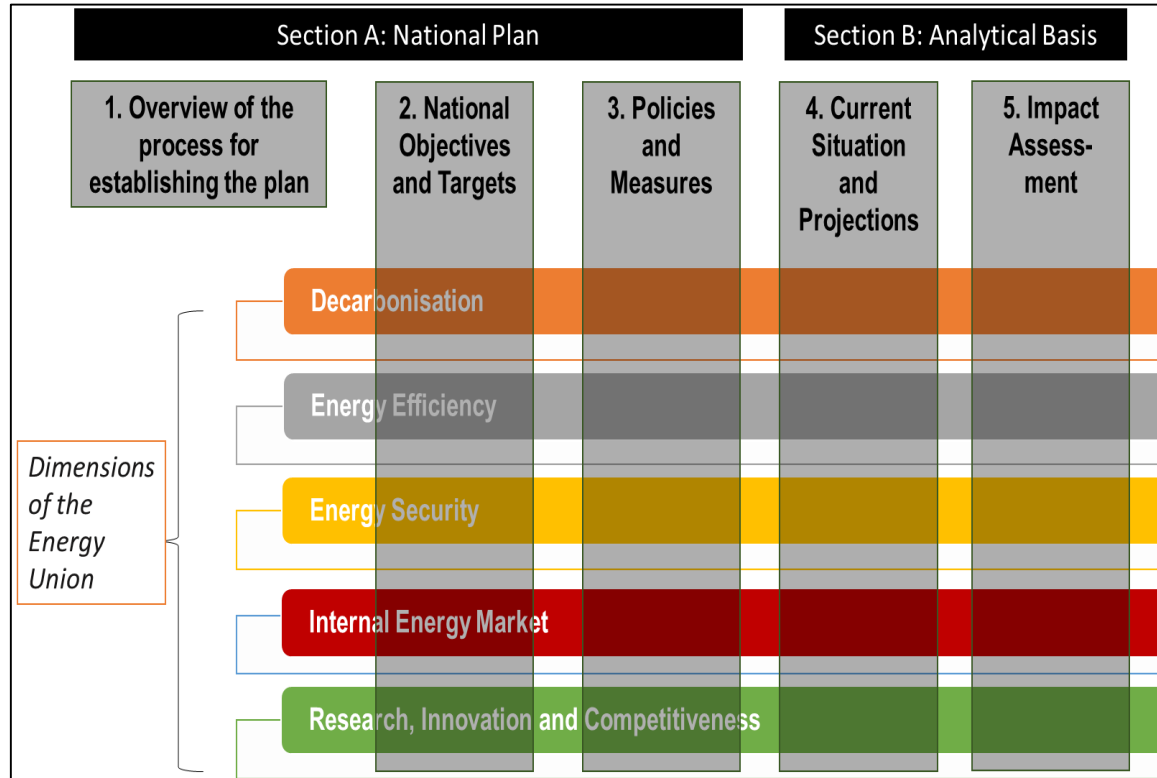 Section A: National Plan
Section B: Analytical Basis
1. Overview of the
process for
establishing the plan
2. National
Objectives
and Targets
3. Policies
and
Measures
4. Current
Situation
and
Projections
5. Impact
Assess-
ment
Decarbonisation
Energy Efficiency
Dimensions
of the
Energy
Union
Energy Security
Internal Energy Market
Research, Innovation and Competitiveness